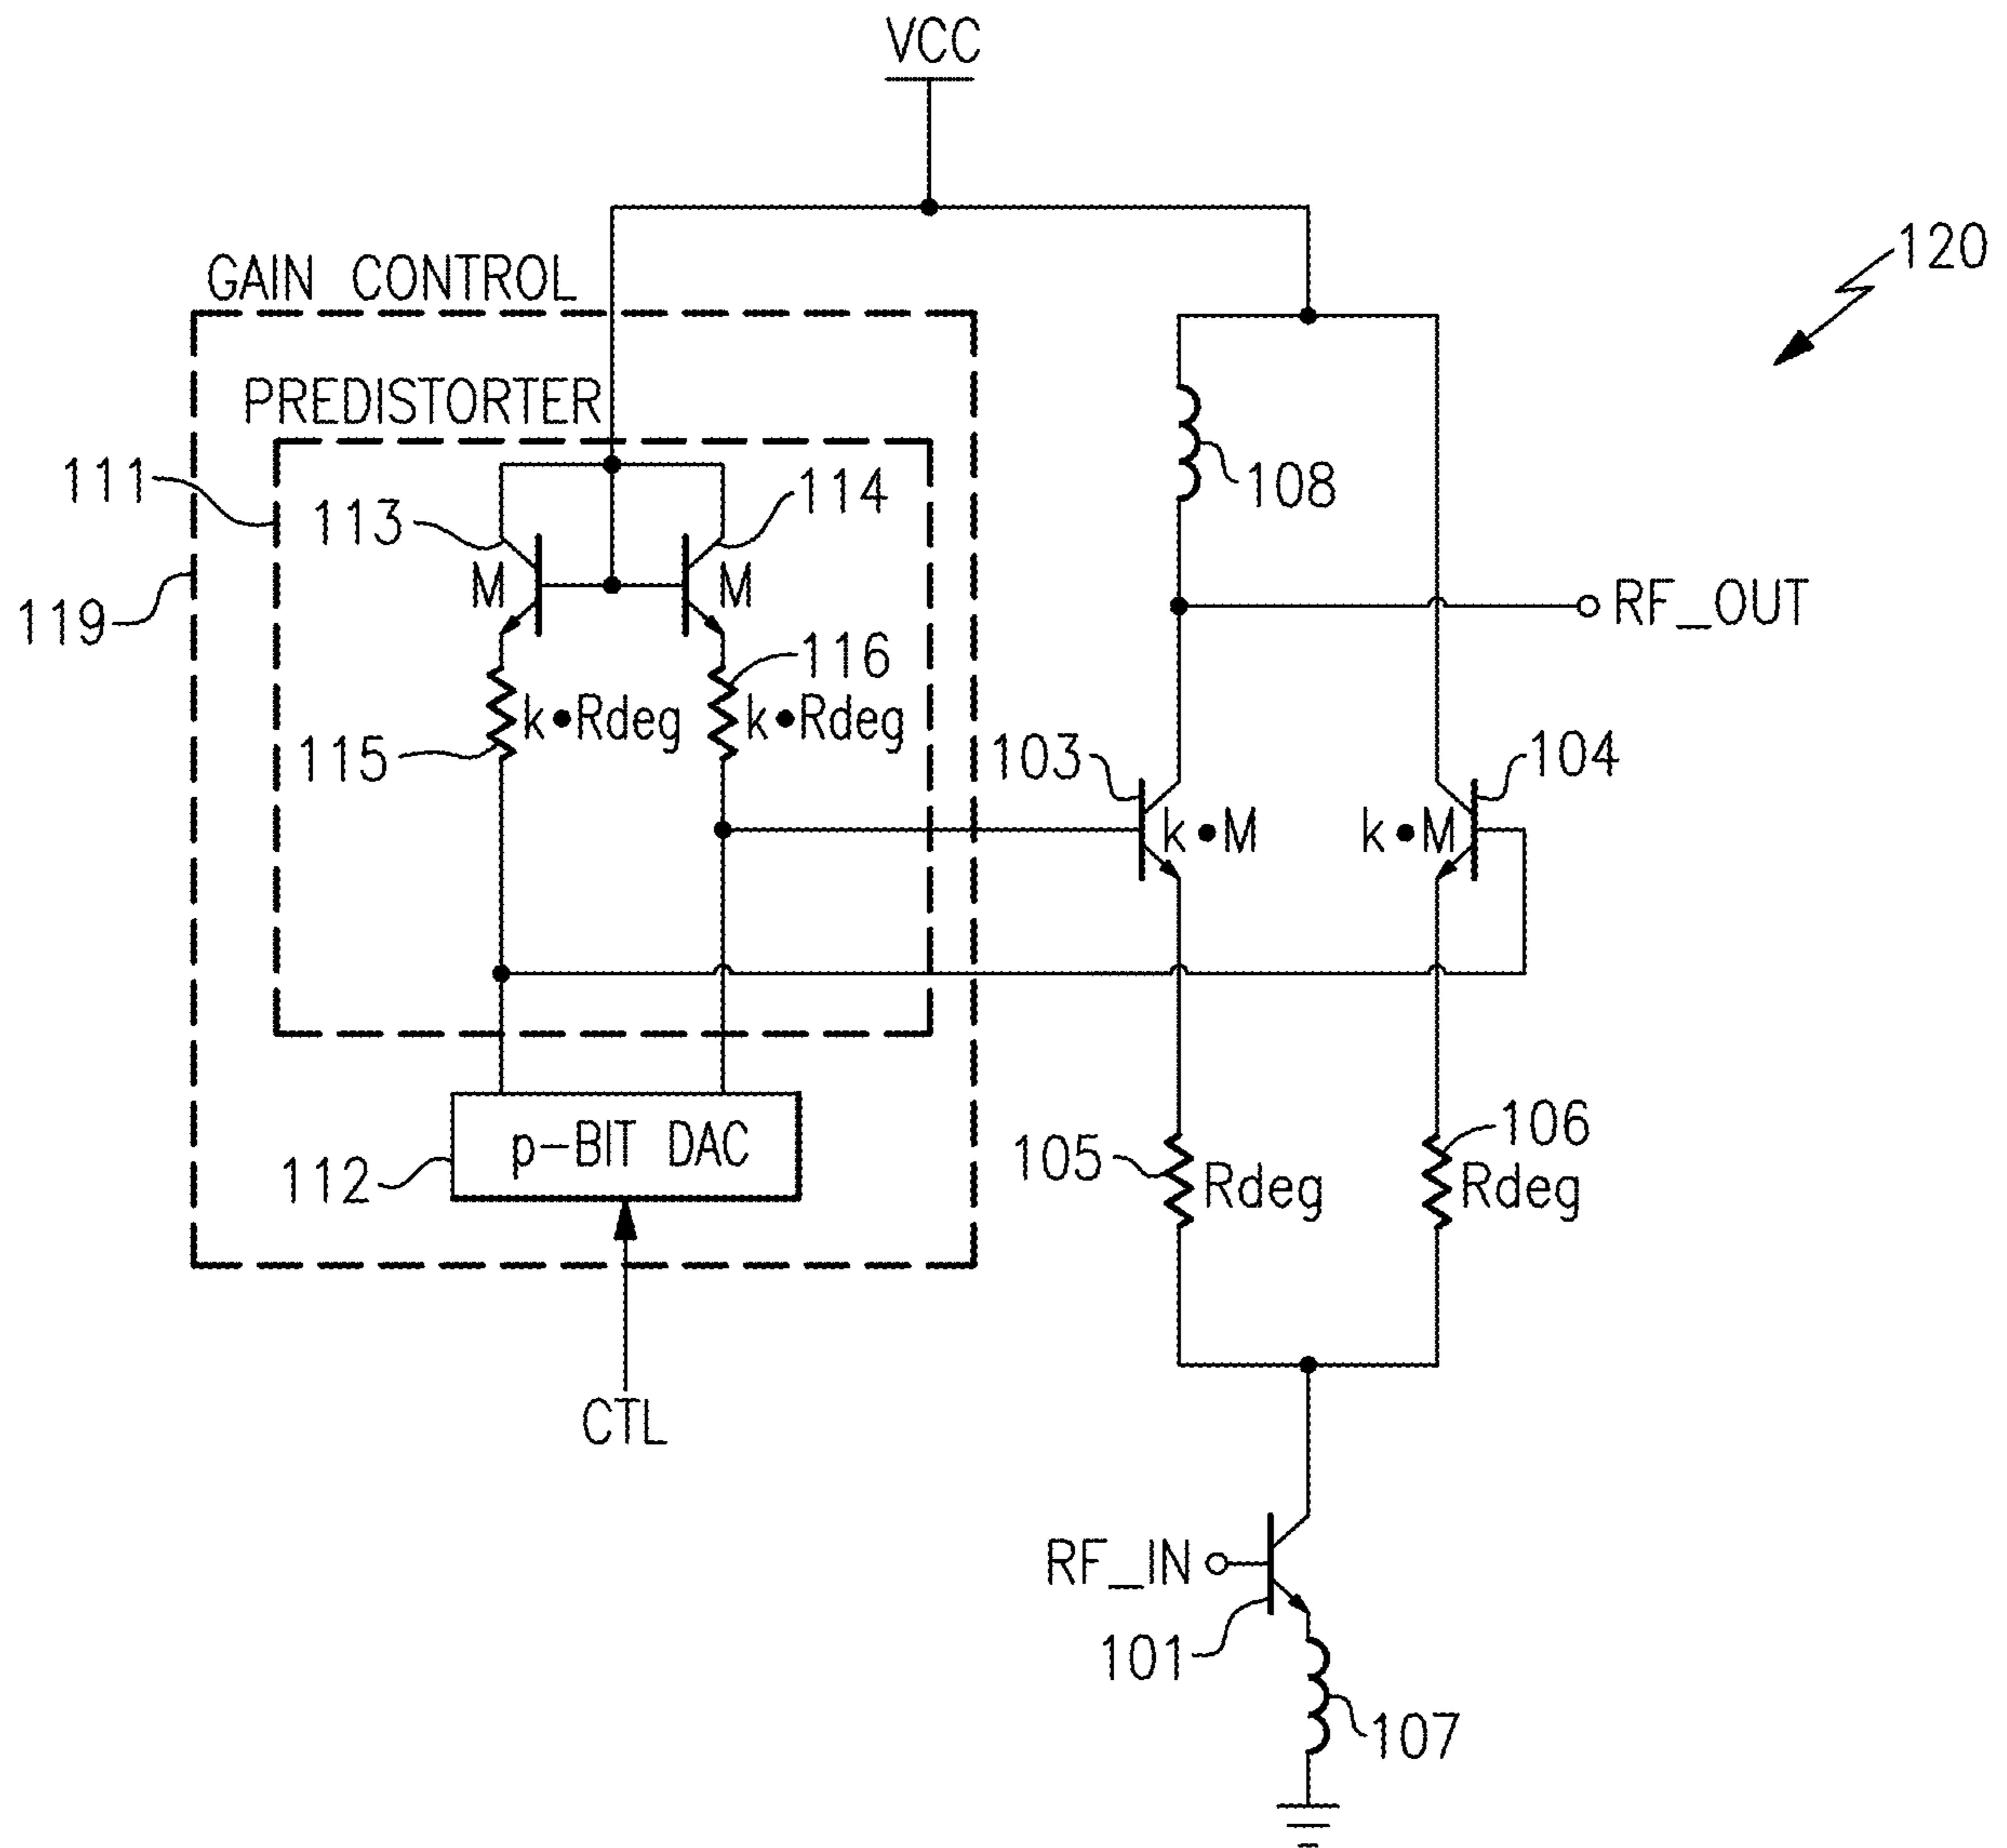 VCC
120
GAIN CONTROL
PREDISTORTER
111
113
114
108
M
M
119
RF_OUT
116
k•Rdeg
k•Rdeg
115
103
104
k•M
k•M
112
p-BIT DAC
105
Rdeg
106
Rdeg
CTL
RF_IN
101
107